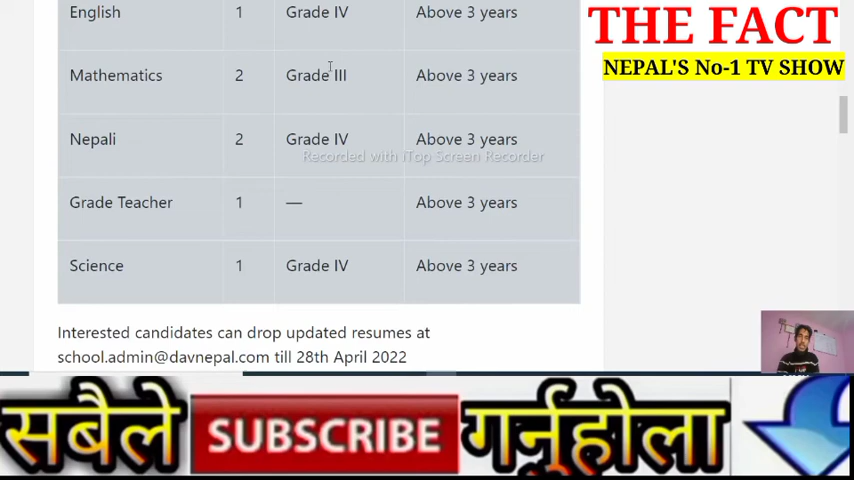 English 1 Grade IV Above 3 years
THE FACT
NEPAL'S No-1 TV SHOW
Mathematics 2 Grade III Above 3 years
Nepali 2 Grade IV Above 3 years
Recorded with iTop Screen Recorder
Grade Teacher 1 — Above 3 years
Science 1 Grade IV Above 3 years
Interested candidates can drop updated resumes at
school.admin@davnepal.com till 28th April 2022
सबैले SUBSCRIBE गर्नुहोला